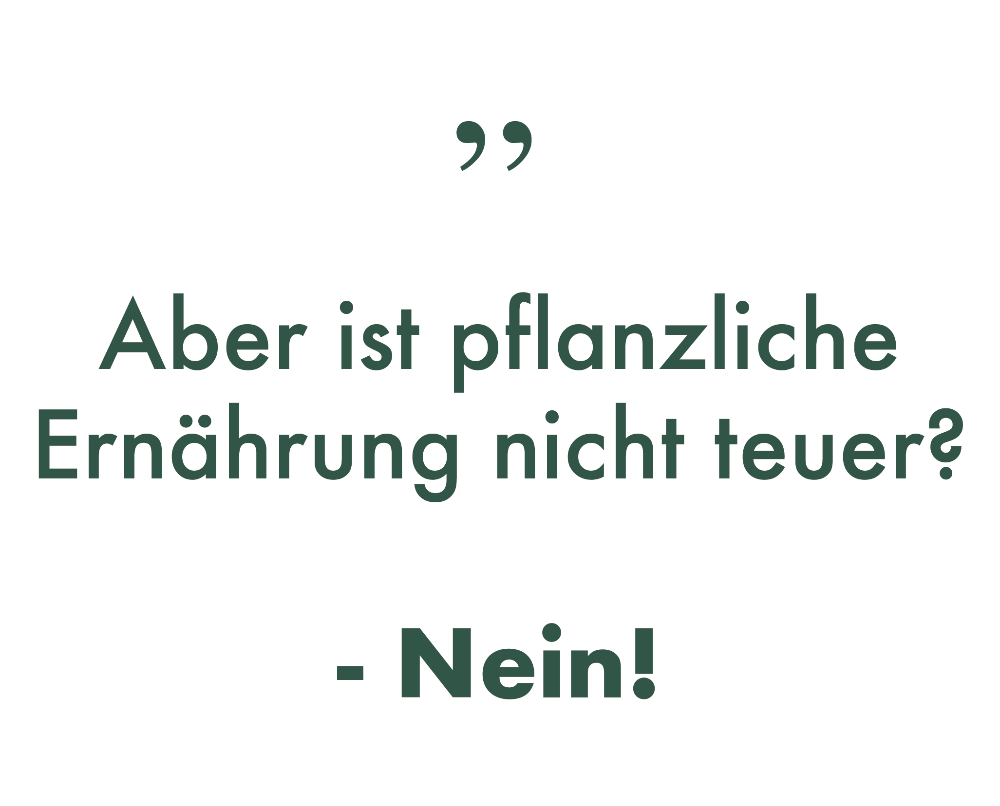 ”
Aber ist pflanzliche
Ernährung nicht teuer?
- Nein!